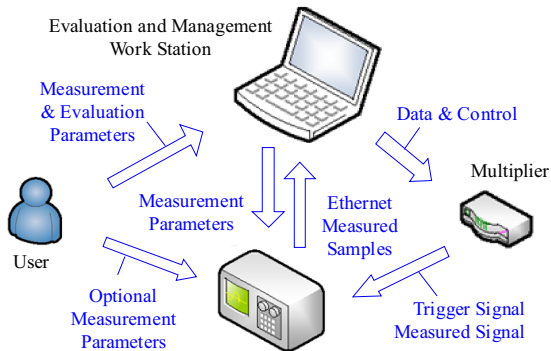 Evaluation and Management
Work Station
Measurement
& Evaluation
Parameters
Data & Control
Multiplier
Measurement
Parameters
Ethernet
Measured
Samples
User
Optional
Measurement
Parameters
Trigger Signal
Measured Signal